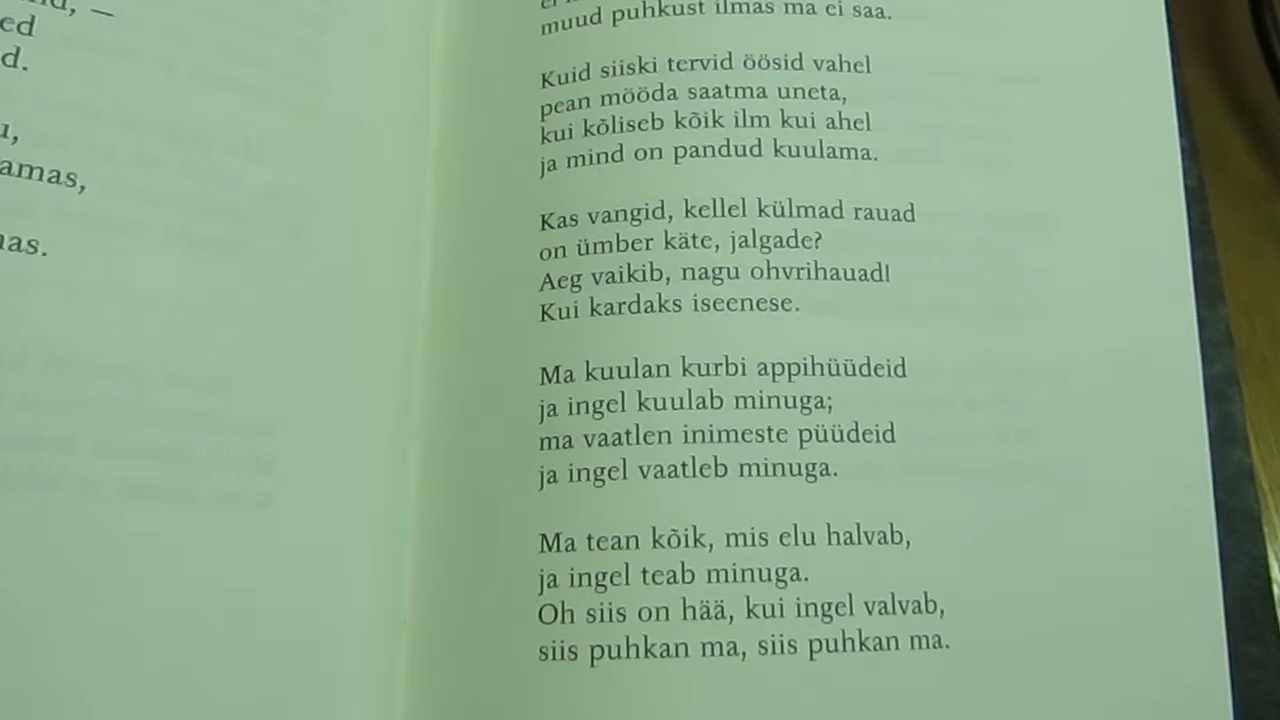 ed
d.
amas,
muud puhkust ilmas ma ei saa.
Kuid siiski tervid öösid vahel
pean mööda saatma uneta,
kui kõliseb kõik ilm kui ahel
ja mind on pandud kuulama.
Kas vangid, kellel külmad rauad
on ümber käte, jalgade?
Aeg vaikib, nagu ohvrihauad!
Kui kardaks iseenese.
Ma kuulan kurbi appihüüdeid
ja ingel kuulab minuga;
ma vaatlen inimeste püüdeid
ja ingel vaatleb minuga.
Ma tean kõik, mis elu halvab,
ja ingel teab minuga.
Oh siis on hää, kui ingel valvab,
siis puhkan ma, siis puhkan ma.